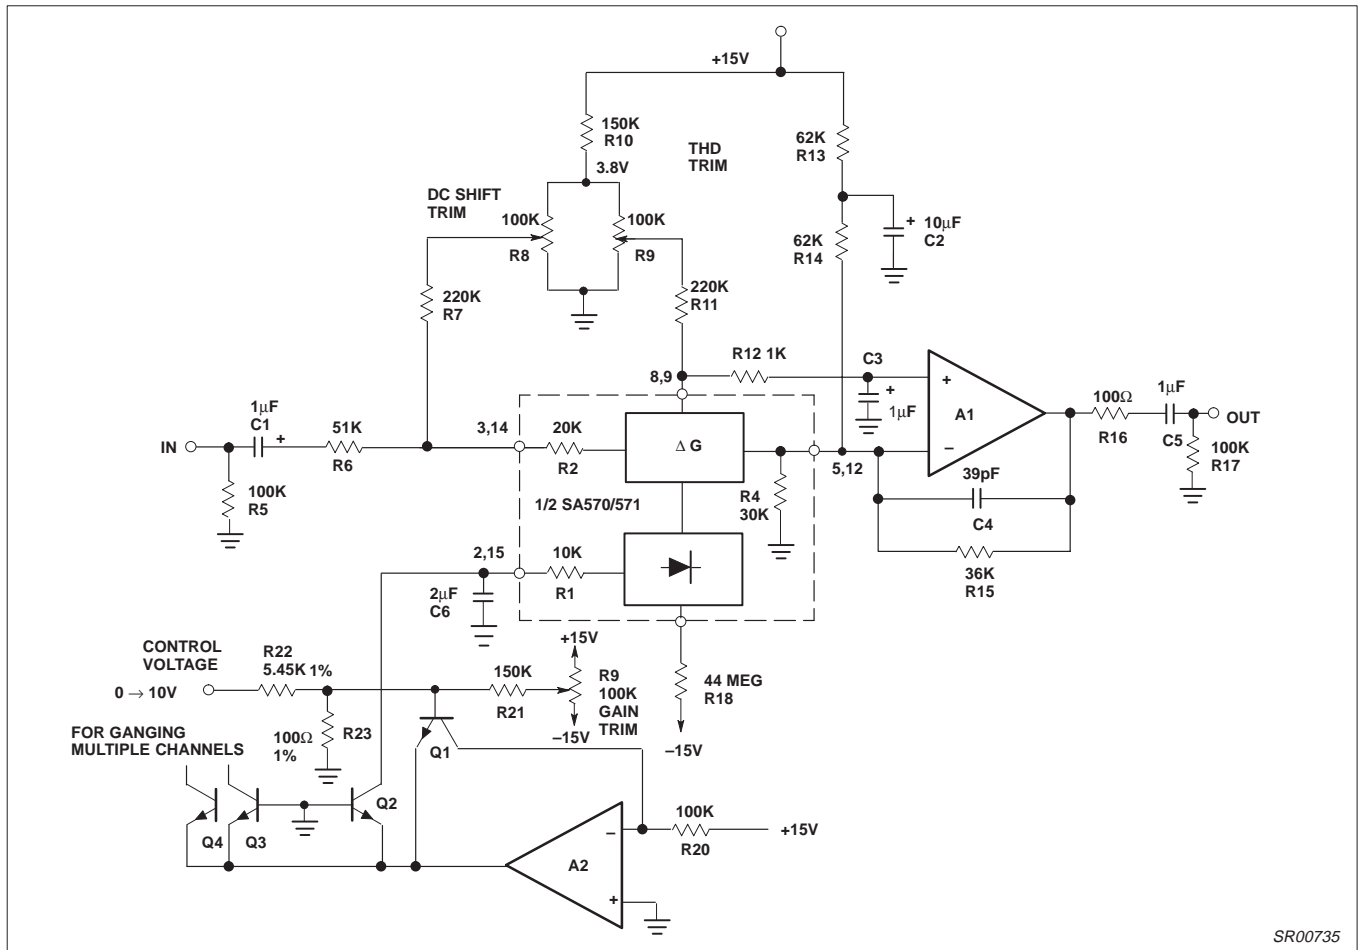 +15V
150K
R10
THD
TRIM
62K
R13
3.8V
DC SHIFT
TRIM
100K
R8
100K
R9
+
10µF
C2
62K
R14
220K
R7
220K
R11
R12 1K
C3
8,9
+
1µF
+
A1
–
1µF
C1
+
51K
R6
3,14
20K
R2
Δ G
5,12
100Ω
R16
1µF
C5
OUT
100K
R17
IN
100K
R5
R4
30K
39pF
C4
1/2 SA570/571
36K
R15
2,15
10K
R1
2µF
C6
+15V
CONTROL
VOLTAGE
0 → 10V
R22
5.45K 1%
150K
R21
R9
100K
GAIN
TRIM
–15V
44 MEG
R18
–15V
FOR GANGING
MULTIPLE CHANNELS
100Ω
1%
R23
Q1
Q2
Q4
Q3
A2
–
+
100K
R20
+15V
SR00735